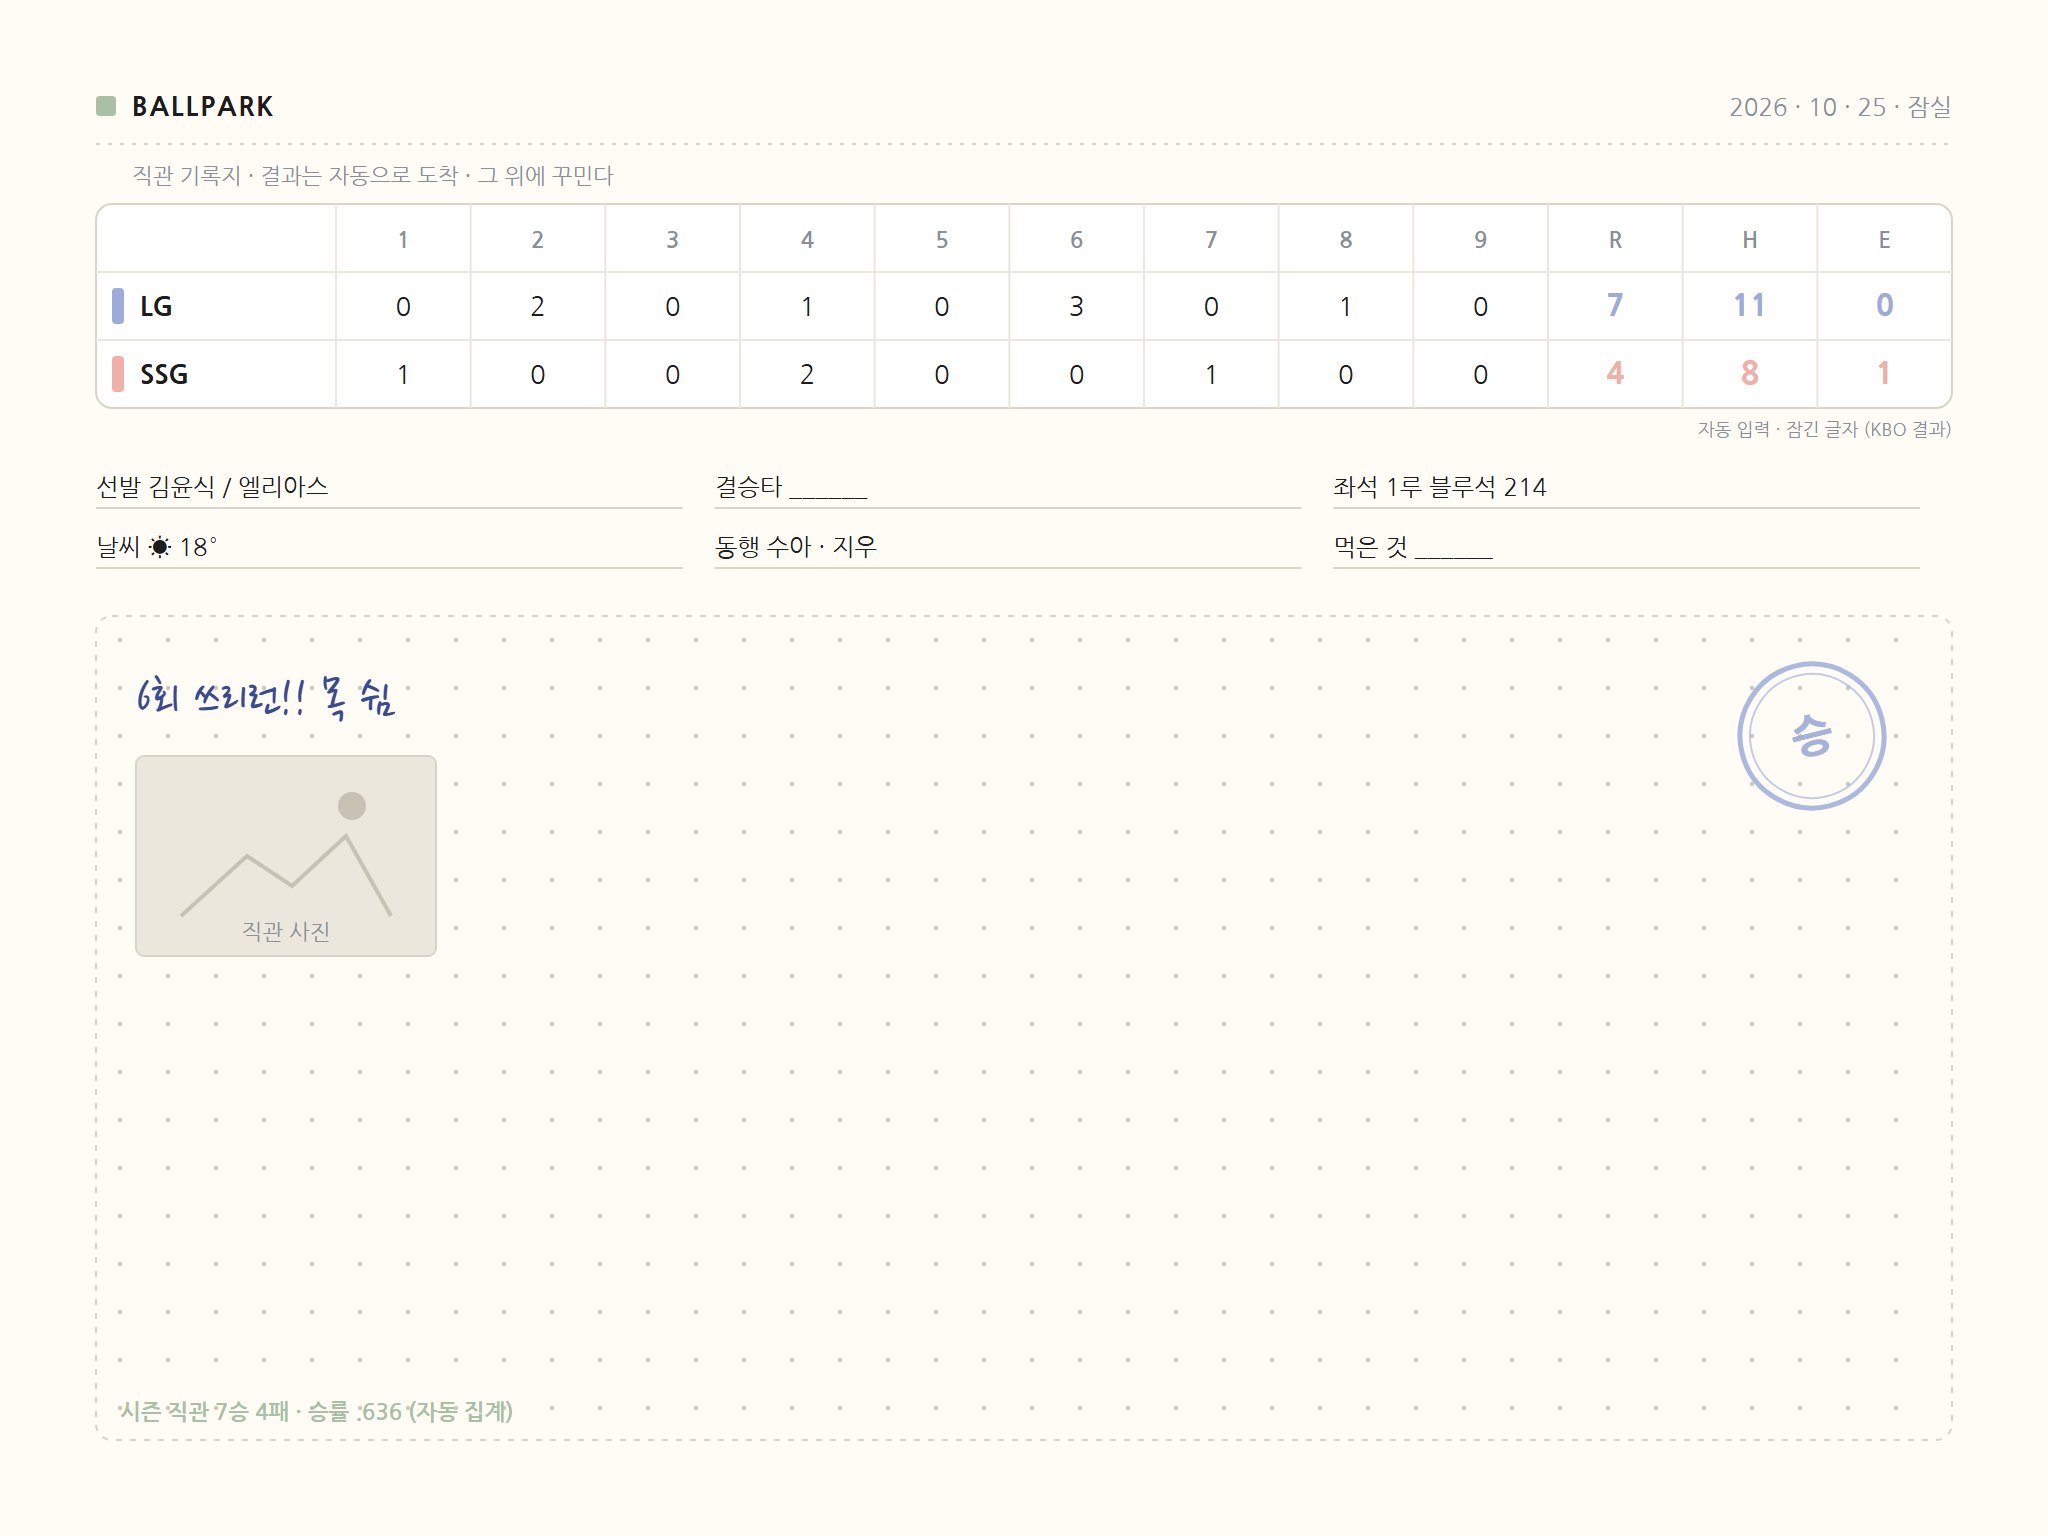 BALLPARK
2026 · 10 · 25 · 잠실
직관 기록지 · 결과는 자동으로 도착 · 그 위에 꾸민다
1 2 3 4 5 6 7 8 9 R H E
LG 0 2 0 1 0 3 0 1 0 7 11 0
SSG 1 0 0 2 0 0 1 0 0 4 8 1
자동 입력 · 잠긴 글자 (KBO 결과)
선발 김윤식 / 엘리아스
결승타 ______
좌석 1루 블루석 214
날씨 ☀ 18°
동행 수아 · 지우
먹은 것 ______
6회 쓰리런!! 목 쉼
승
직관 사진
시즌 직관 7승 4패 · 승률 .636 (자동 집계)